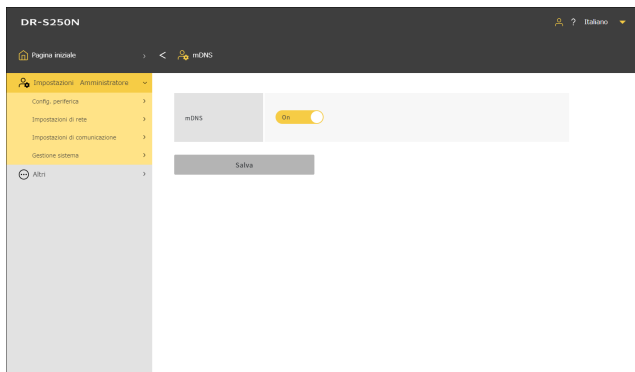 DR-S250N
? Italiano
Pagina iniziale
mDNS
Impostazioni Amministratore
Config. periferica
Impostazioni di rete
Impostazioni di comunicazione
Gestione sistema
Altri
mDNS
On
Salva